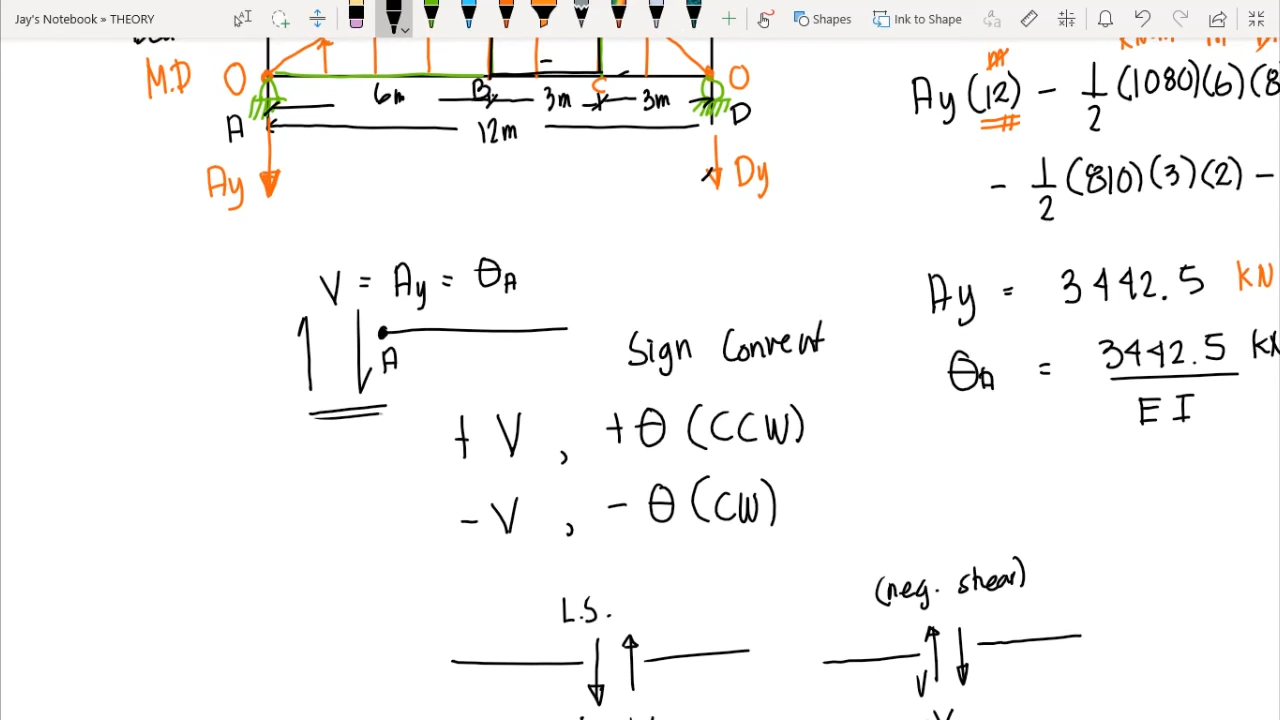 Jay's Notebook » THEORY
Shapes
Ink to Shape
M.D O O
6m B 3m C 3m
A 12m D
Ay Dy
Ay (12) - 1/2 (1080)(6)(8
- 1/2 (810)(3)(2) -
V = Ay = θA
A
Sign Convent
+ V , + θ (CCW)
- V , - θ (CW)
Ay = 3442.5 KN
θA = 3442.5 / EI
L.S.
(neg. shear)
V